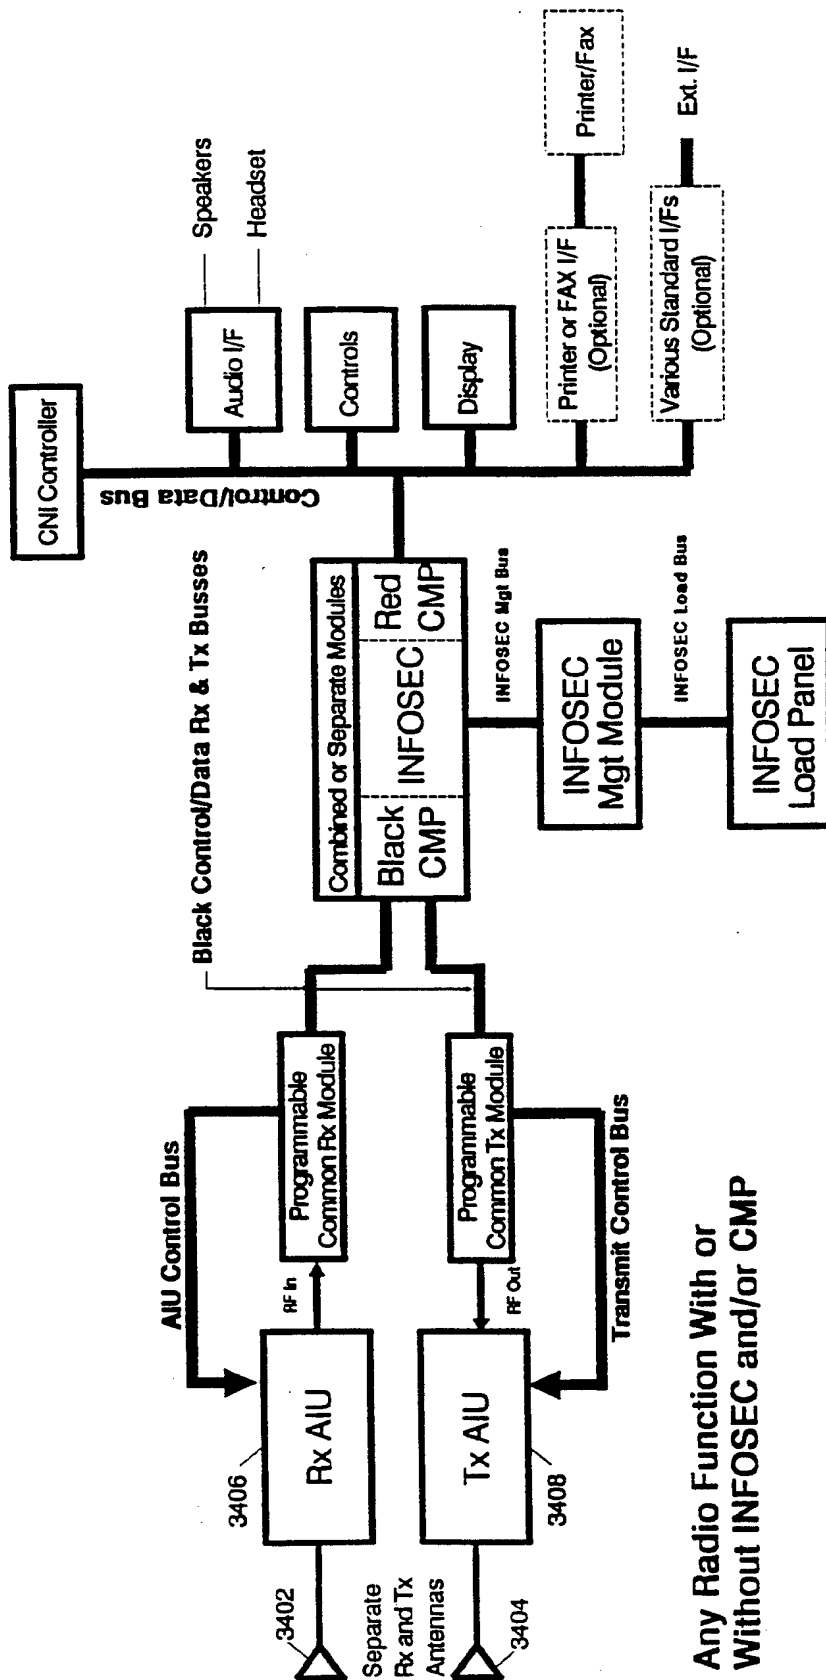 CNI Controller
Control/Data Bus
Audio I/F
Speakers
Headset
Controls
Display
Printer or FAX I/F
(Optional)
Printer/Fax
Various Standard I/Fs
(Optional)
Ext. I/F
Black Control/Data Rx & Tx Busses
Combined or Separate Modules
Black
CMP
INFOSEC
Red
CMP
INFOSEC Mgt Bus
INFOSEC
Mgt Module
INFOSEC Load Bus
INFOSEC
Load Panel
AIU Control Bus
Programmable
Common Rx Module
RF In
Rx AIU
3406
3402
Separate
Rx and Tx
Antennas
Programmable
Common Tx Module
RF Out
Tx AIU
3408
3404
Transmit Control Bus
Any Radio Function With or
Without INFOSEC and/or CMP